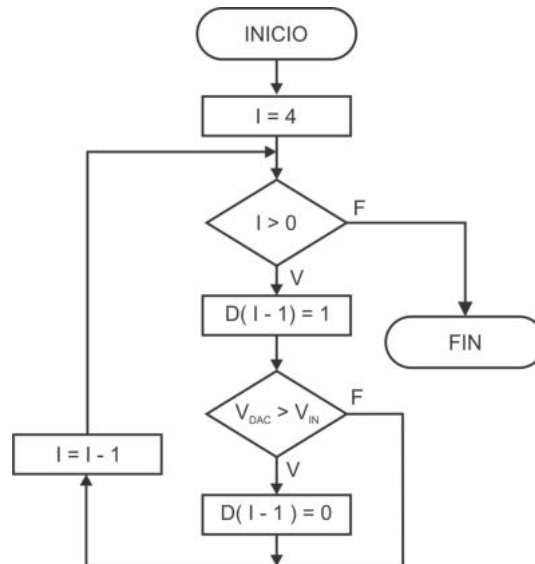 INICIO
I = 4
I > 0
F
V
D( I - 1) = 1
FIN
V_DAC > V_IN
F
I = I - 1
V
D( I - 1 ) = 0